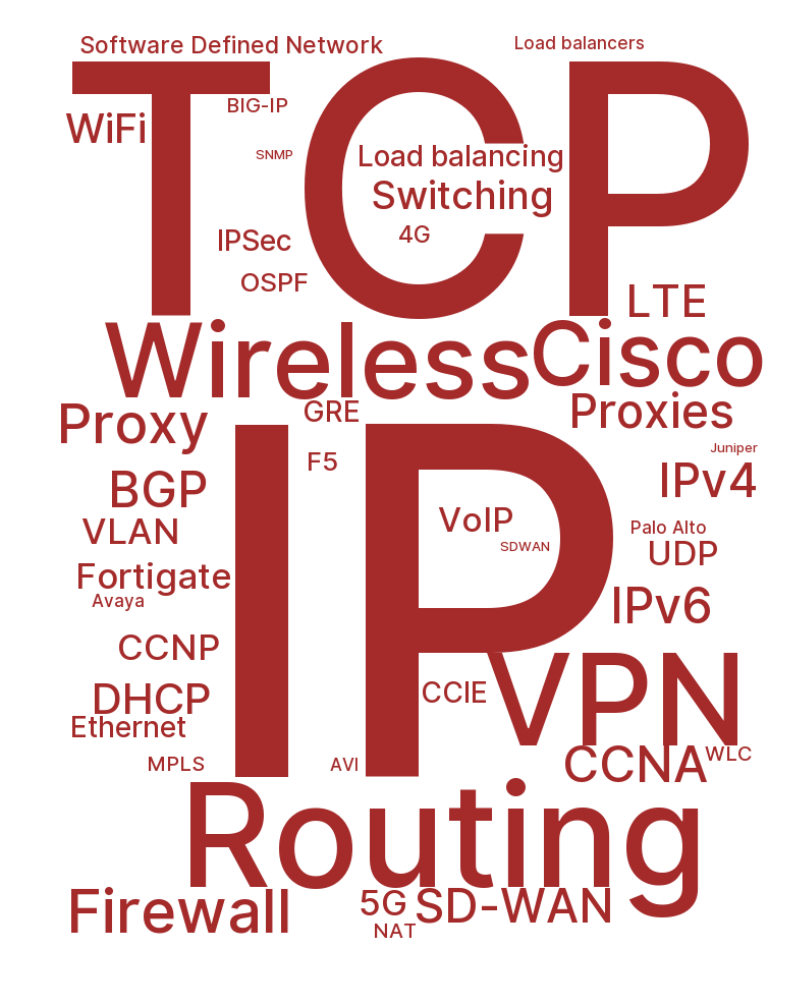 Software Defined Network
Load balancers
TCP
BIG-IP
WiFi
SNMP
Load balancing
Switching
4G
IPSec
OSPF
LTE
Wireless
Cisco
GRE
Proxies
Proxy
Juniper
F5
IP
IPv4
BGP
VoIP
Palo Alto
VLAN
SDWAN
UDP
Fortigate
Avaya
IPv6
CCNP
CCIE
VPN
DHCP
Ethernet
WLC
MPLS
AVI
CCNA
Routing
Firewall
5G
SD-WAN
NAT